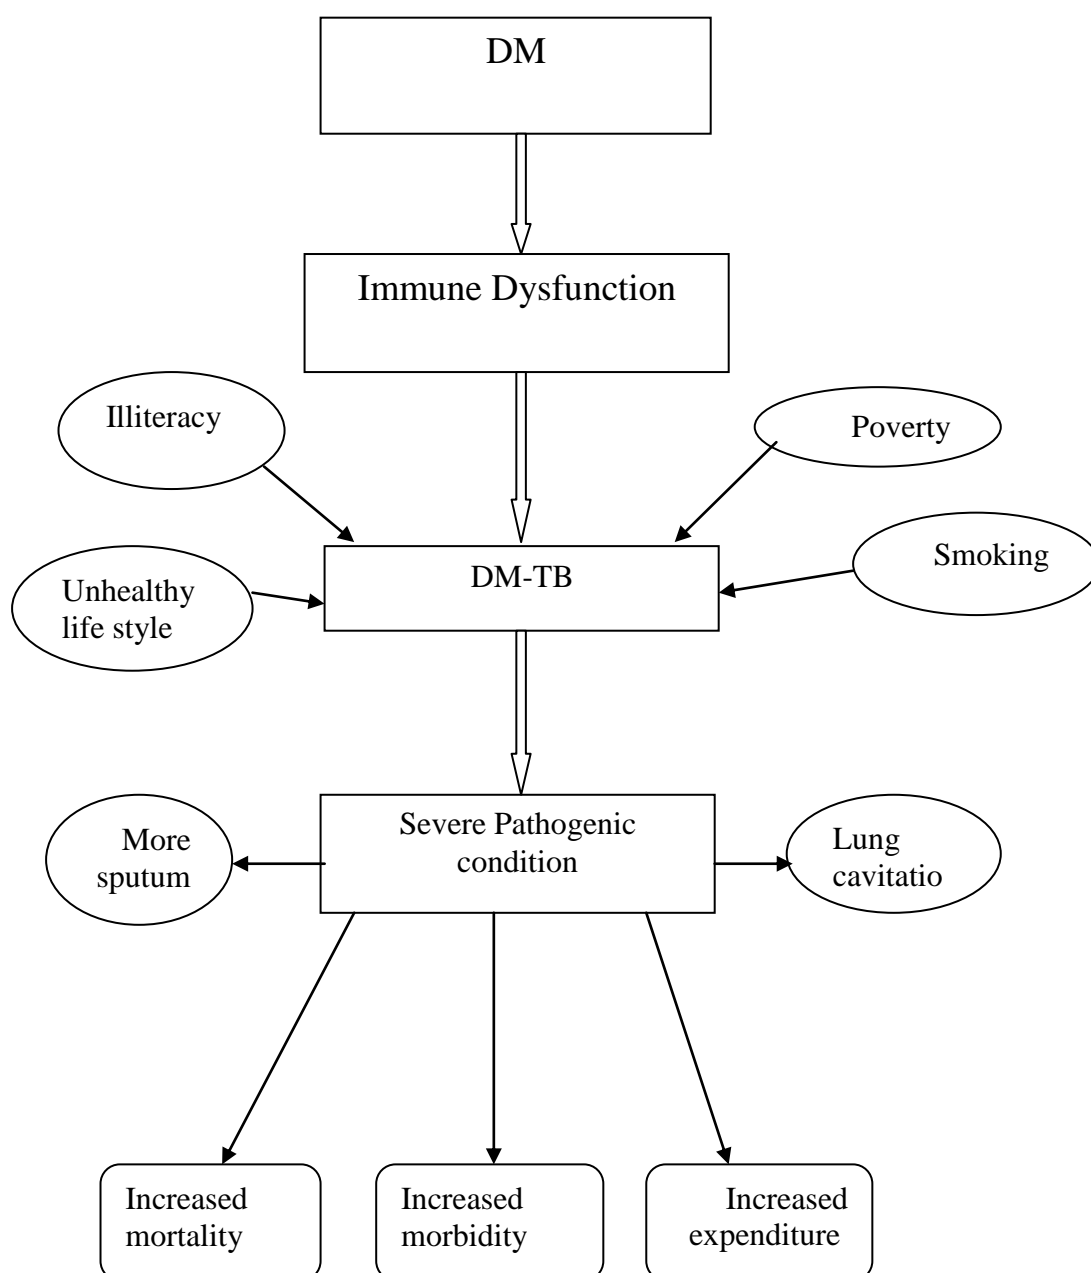 DM
Immune Dysfunction
Illiteracy
Poverty
Smoking
DM-TB
Unhealthy
life style
Severe Pathogenic
condition
More
sputum
Lung
cavitatio
Increased
mortality
Increased
morbidity
Increased
expenditure